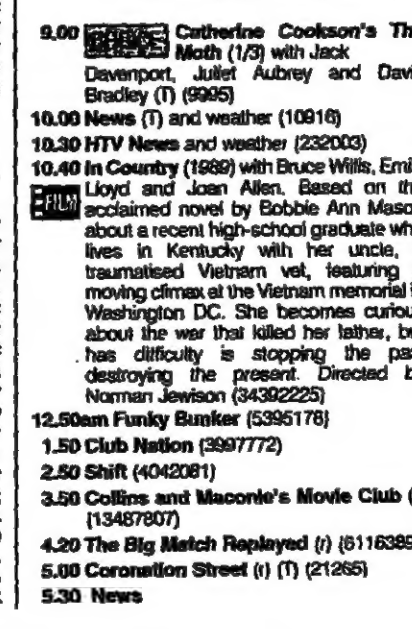 9.00 Catherine Cookson's Th
Moth (1/3) with Jack
Davenport, Juliet Aubrey and Davi
Bradley (T) (9995)
10.00 News (T) and weather (10916)
10.30 HTV News and weather (232003)
10.40 In Country (1989) with Bruce Willis, Emil
FILM Lloyd and Joan Allen. Based on th
acclaimed novel by Bobbie Ann Maso
about a recent high-school graduate wh
lives in Kentucky with her uncle,
traumatised Vietnam vet, featuring
moving climax at the Vietnam memorial i
Washington DC. She becomes curiou
about the war that killed her father, b
has difficulty is stopping the pa
destroying the present. Directed b
Norman Jewison (34392225)
12.50am Funky Bunker (5395178)
1.50 Club Nation (3997772)
2.50 Shift (4042081)
3.50 Collins and Maconie's Movie Club (
(13487807)
4.20 The Big Match Replayed (r) (6116389
5.00 Coronation Street (r) (T) (21265)
5.30 News